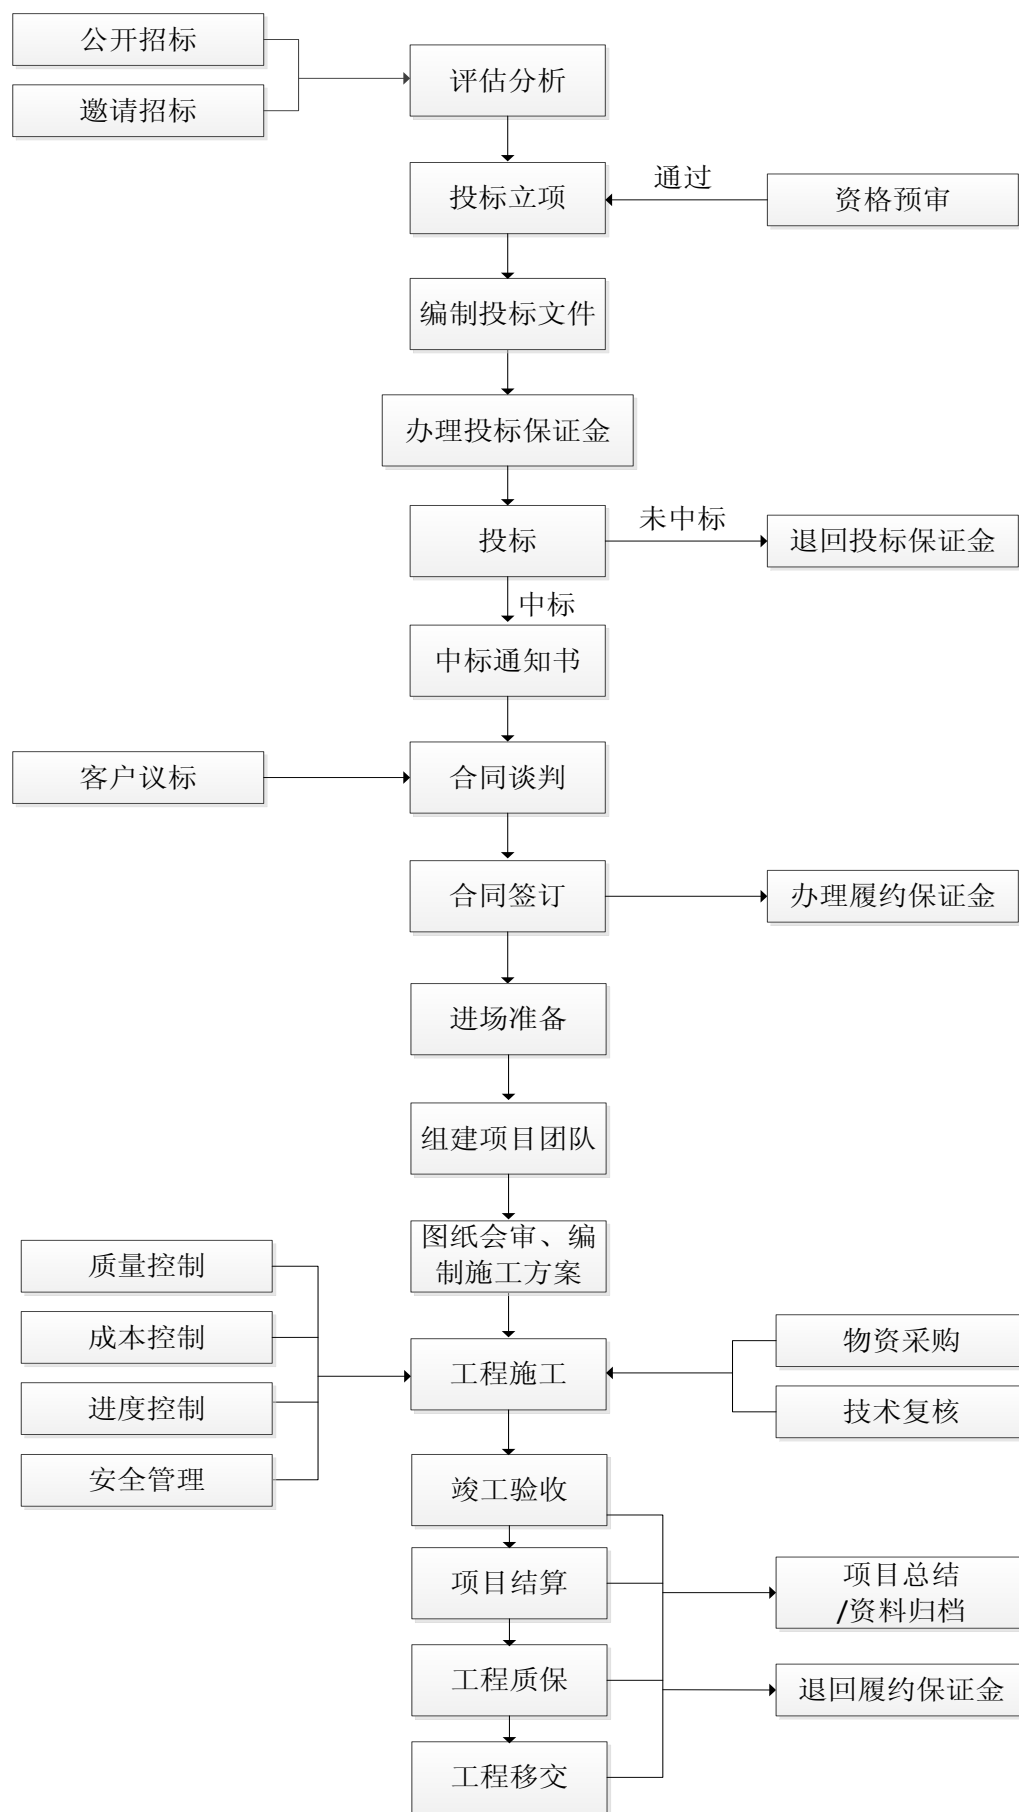 公开招标
邀请招标
评估分析
投标立项
通过
资格预审
编制投标文件
办理投标保证金
投标
未中标
退回投标保证金
中标
中标通知书
客户议标
合同谈判
合同签订
办理履约保证金
进场准备
组建项目团队
图纸会审、编
制施工方案
质量控制
成本控制
进度控制
安全管理
工程施工
物资采购
技术复核
竣工验收
项目结算
工程质保
工程移交
项目总结
/资料归档
退回履约保证金